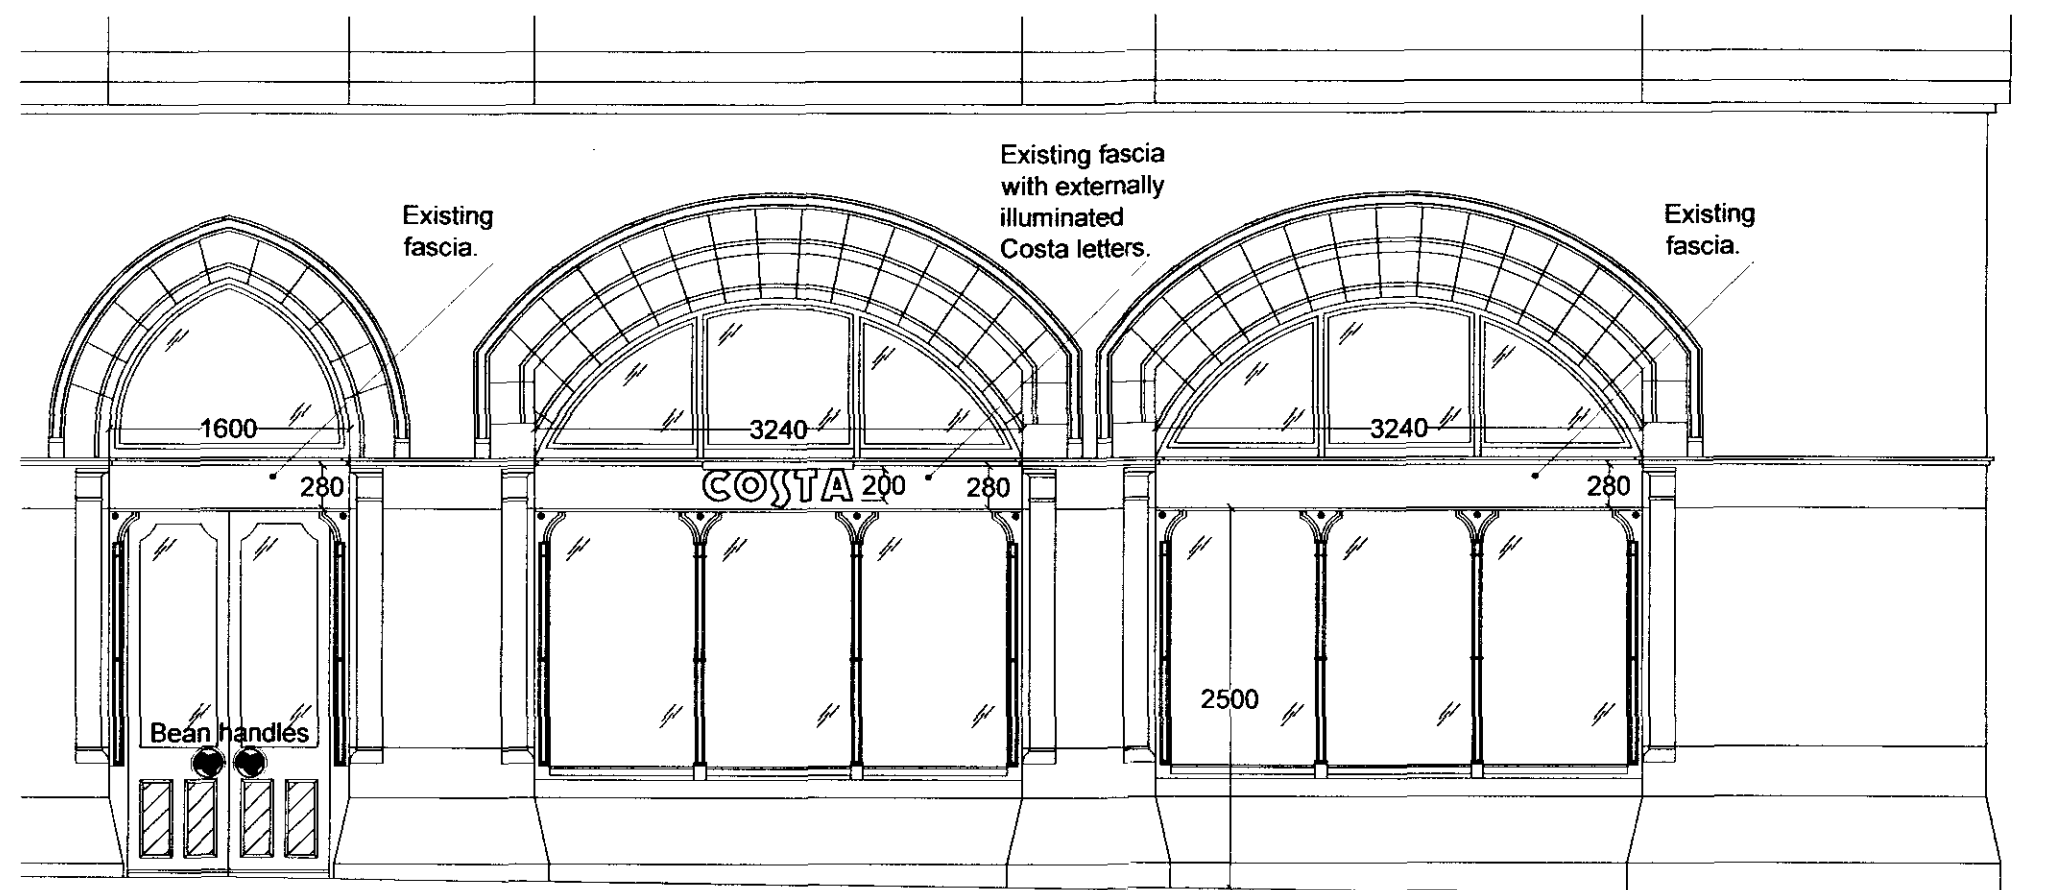 Existing
fascia.
Existing fascia
with externally
illuminated
Costa letters.
Existing
fascia.
1600
3240
3240
280
COSTA
200
280
280
2500
Bean handles